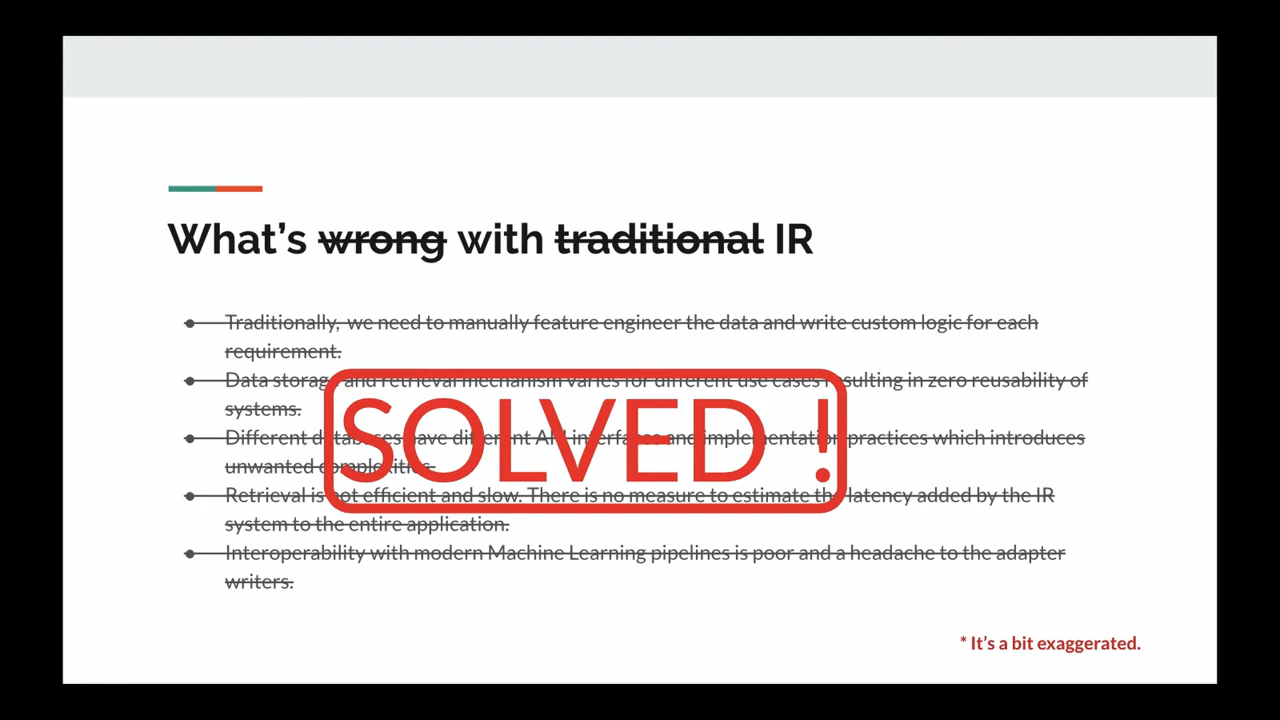 What's wrong with traditional IR
Traditionally, we need to manually feature engineer the data and write custom logic for each
requirement.
Data storage and retrieval mechanism varies for different use cases resulting in zero reusability of
systems.
SOLVED !
Different databases have different API interfaces and implementation practices which introduces
unwanted complexities.
Retrieval is not efficient and slow. There is no measure to estimate the latency added by the IR
system to the entire application.
Interoperability with modern Machine Learning pipelines is poor and a headache to the adapter
writers.
* It's a bit exaggerated.